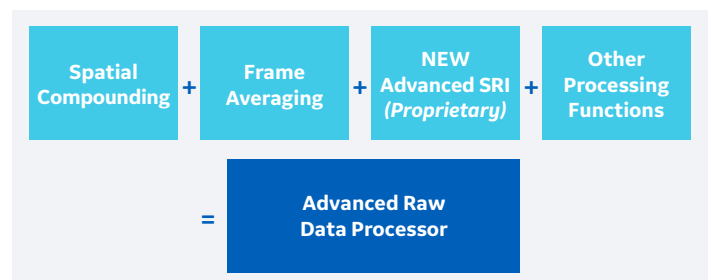 Spatial
Compounding
+
Frame
Averaging
+
NEW
Advanced SRI
(Proprietary)
+
Other
Processing
Functions
=
Advanced Raw
Data Processor